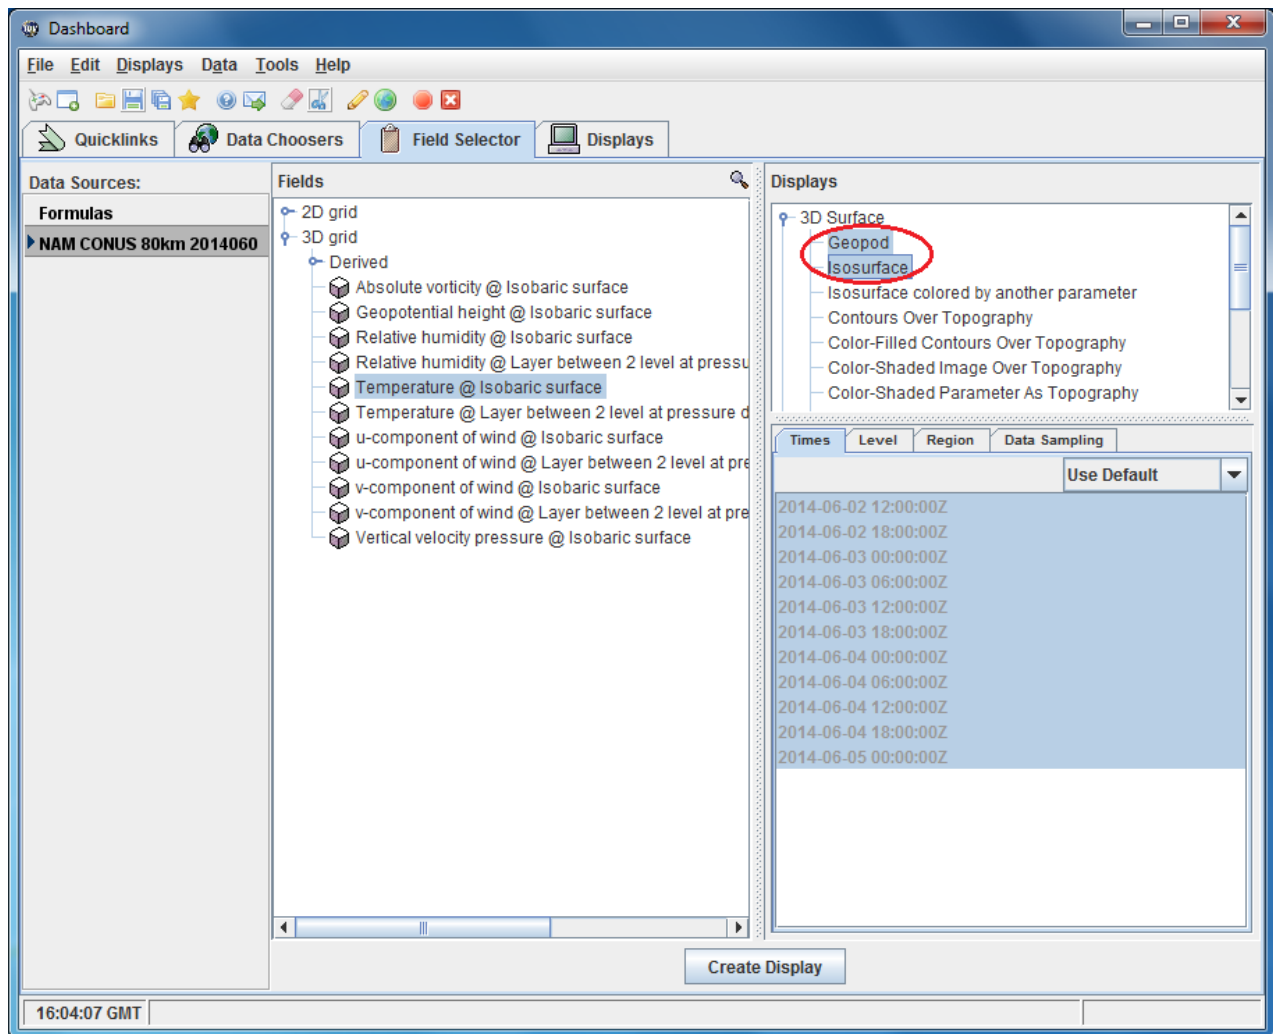 Dashboard
File Edit Displays Data Tools Help
Quicklinks Data Choosers Field Selector Displays
Data Sources:
Formulas
NAM CONUS 80km 2014060
Fields
2D grid
3D grid
Derived
Absolute vorticity @ Isobaric surface
Geopotential height @ Isobaric surface
Relative humidity @ Isobaric surface
Relative humidity @ Layer between 2 level at pressu
Temperature @ Isobaric surface
Temperature @ Layer between 2 level at pressure d
u-component of wind @ Isobaric surface
u-component of wind @ Layer between 2 level at pre
v-component of wind @ Isobaric surface
v-component of wind @ Layer between 2 level at pre
Vertical velocity pressure @ Isobaric surface
Displays
3D Surface
Geopod
Isosurface
Isosurface colored by another parameter
Contours Over Topography
Color-Filled Contours Over Topography
Color-Shaded Image Over Topography
Color-Shaded Parameter As Topography
Times Level Region Data Sampling
Use Default
2014-06-02 12:00:00Z
2014-06-02 18:00:00Z
2014-06-03 00:00:00Z
2014-06-03 06:00:00Z
2014-06-03 12:00:00Z
2014-06-03 18:00:00Z
2014-06-04 00:00:00Z
2014-06-04 06:00:00Z
2014-06-04 12:00:00Z
2014-06-04 18:00:00Z
2014-06-05 00:00:00Z
Create Display
16:04:07 GMT